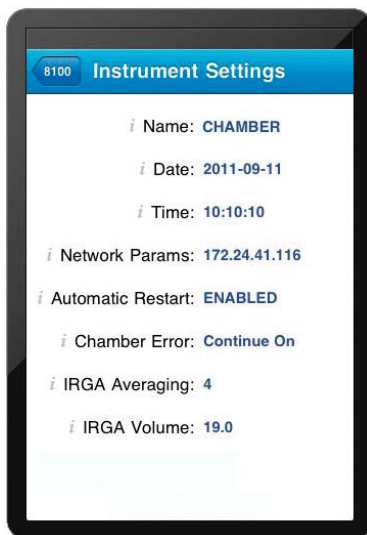 8100 Instrument Settings
i Name: CHAMBER
i Date: 2011-09-11
i Time: 10:10:10
i Network Params: 172.24.41.116
i Automatic Restart: ENABLED
i Chamber Error: Continue On
i IRGA Averaging: 4
i IRGA Volume: 19.0